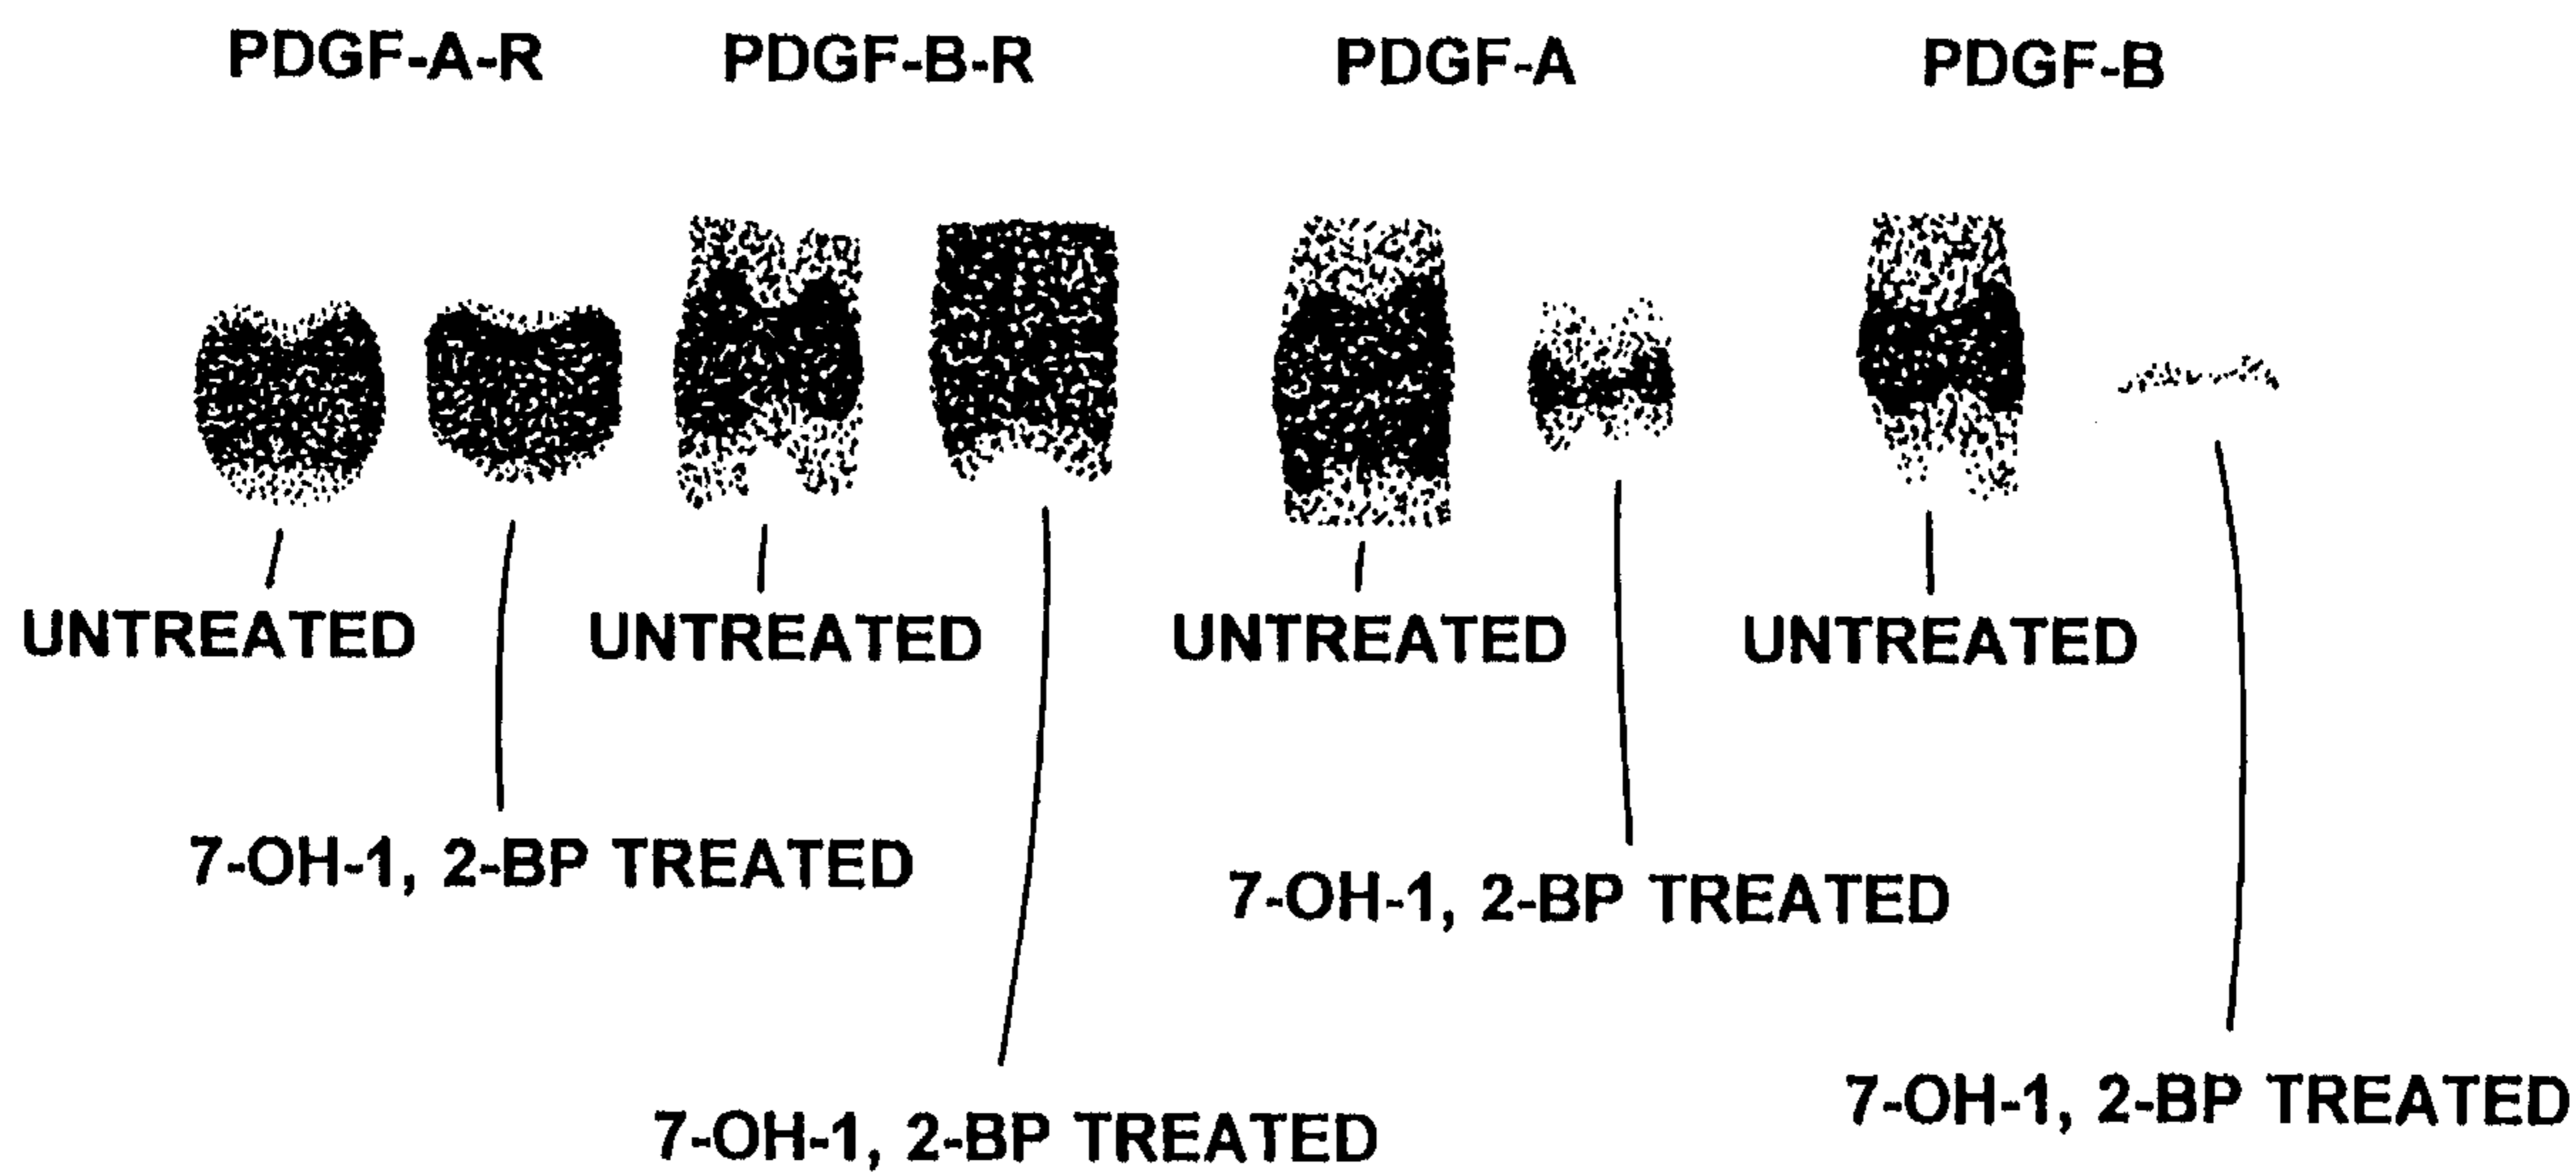 PDGF-A-R
PDGF-B-R
PDGF-A
PDGF-B
UNTREATED
UNTREATED
UNTREATED
UNTREATED
7-OH-1, 2-BP TREATED
7-OH-1, 2-BP TREATED
7-OH-1, 2-BP TREATED
7-OH-1, 2-BP TREATED